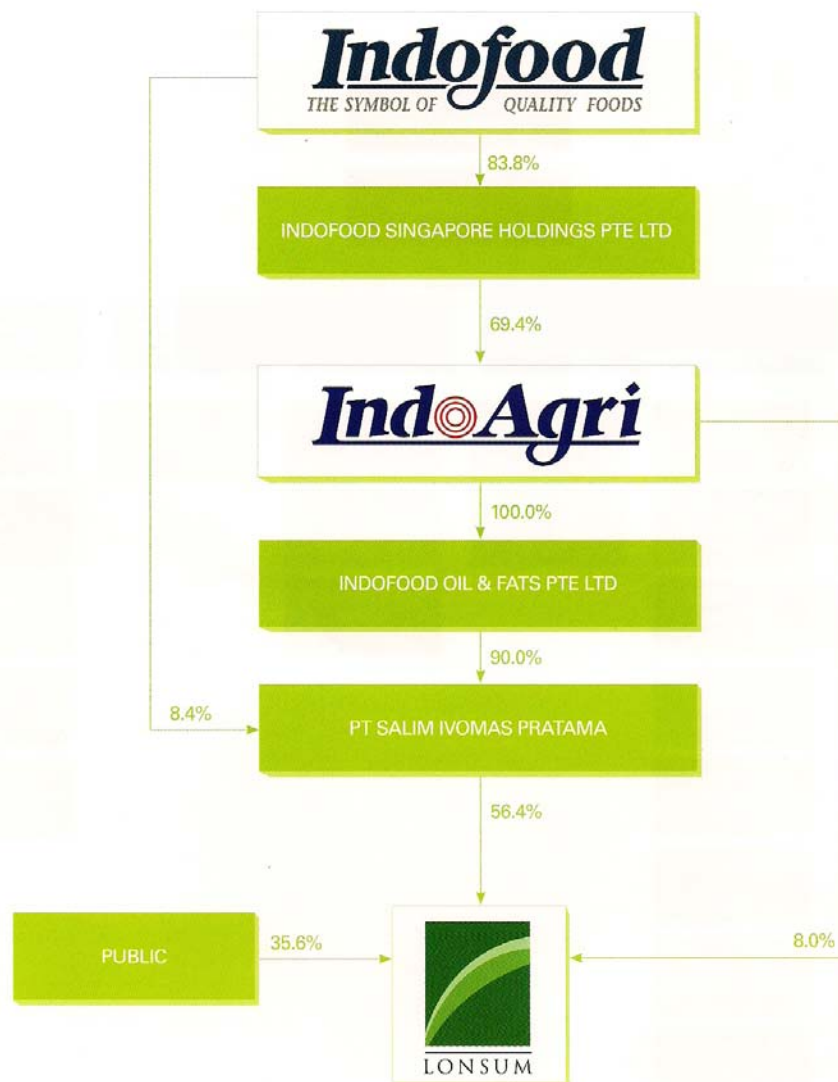 Indofood
THE SYMBOL OF QUALITY FOODS
83.8%
INDOFOOD SINGAPORE HOLDINGS PTE LTD
69.4%
IndoAgri
100.0%
INDOFOOD OIL & FATS PTE LTD
90.0%
8.4%
PT SALIM IVOMAS PRATAMA
56.4%
PUBLIC
35.6%
8.0%
LONSUM